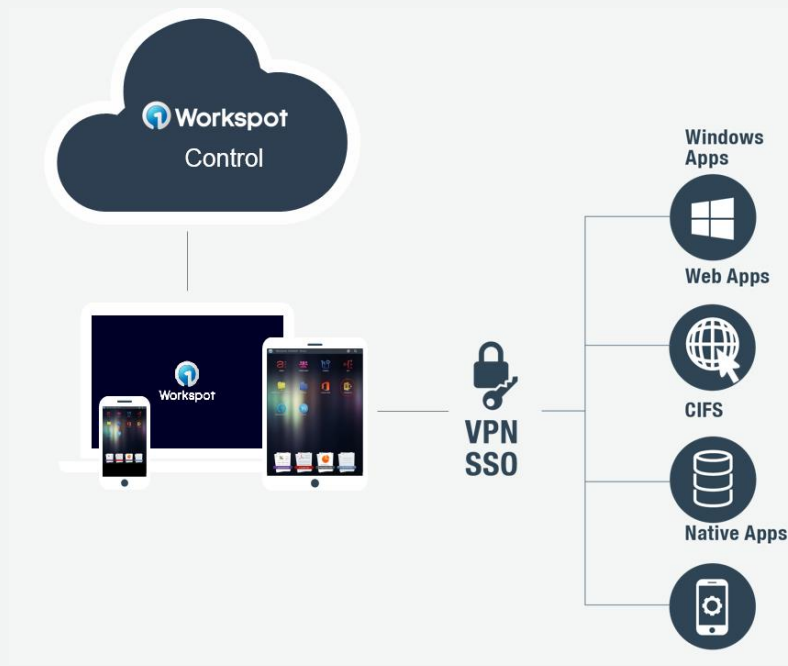 Workspot
Control
Workspot
VPN
SSO
Windows
Apps
Web Apps
CIFS
Native Apps